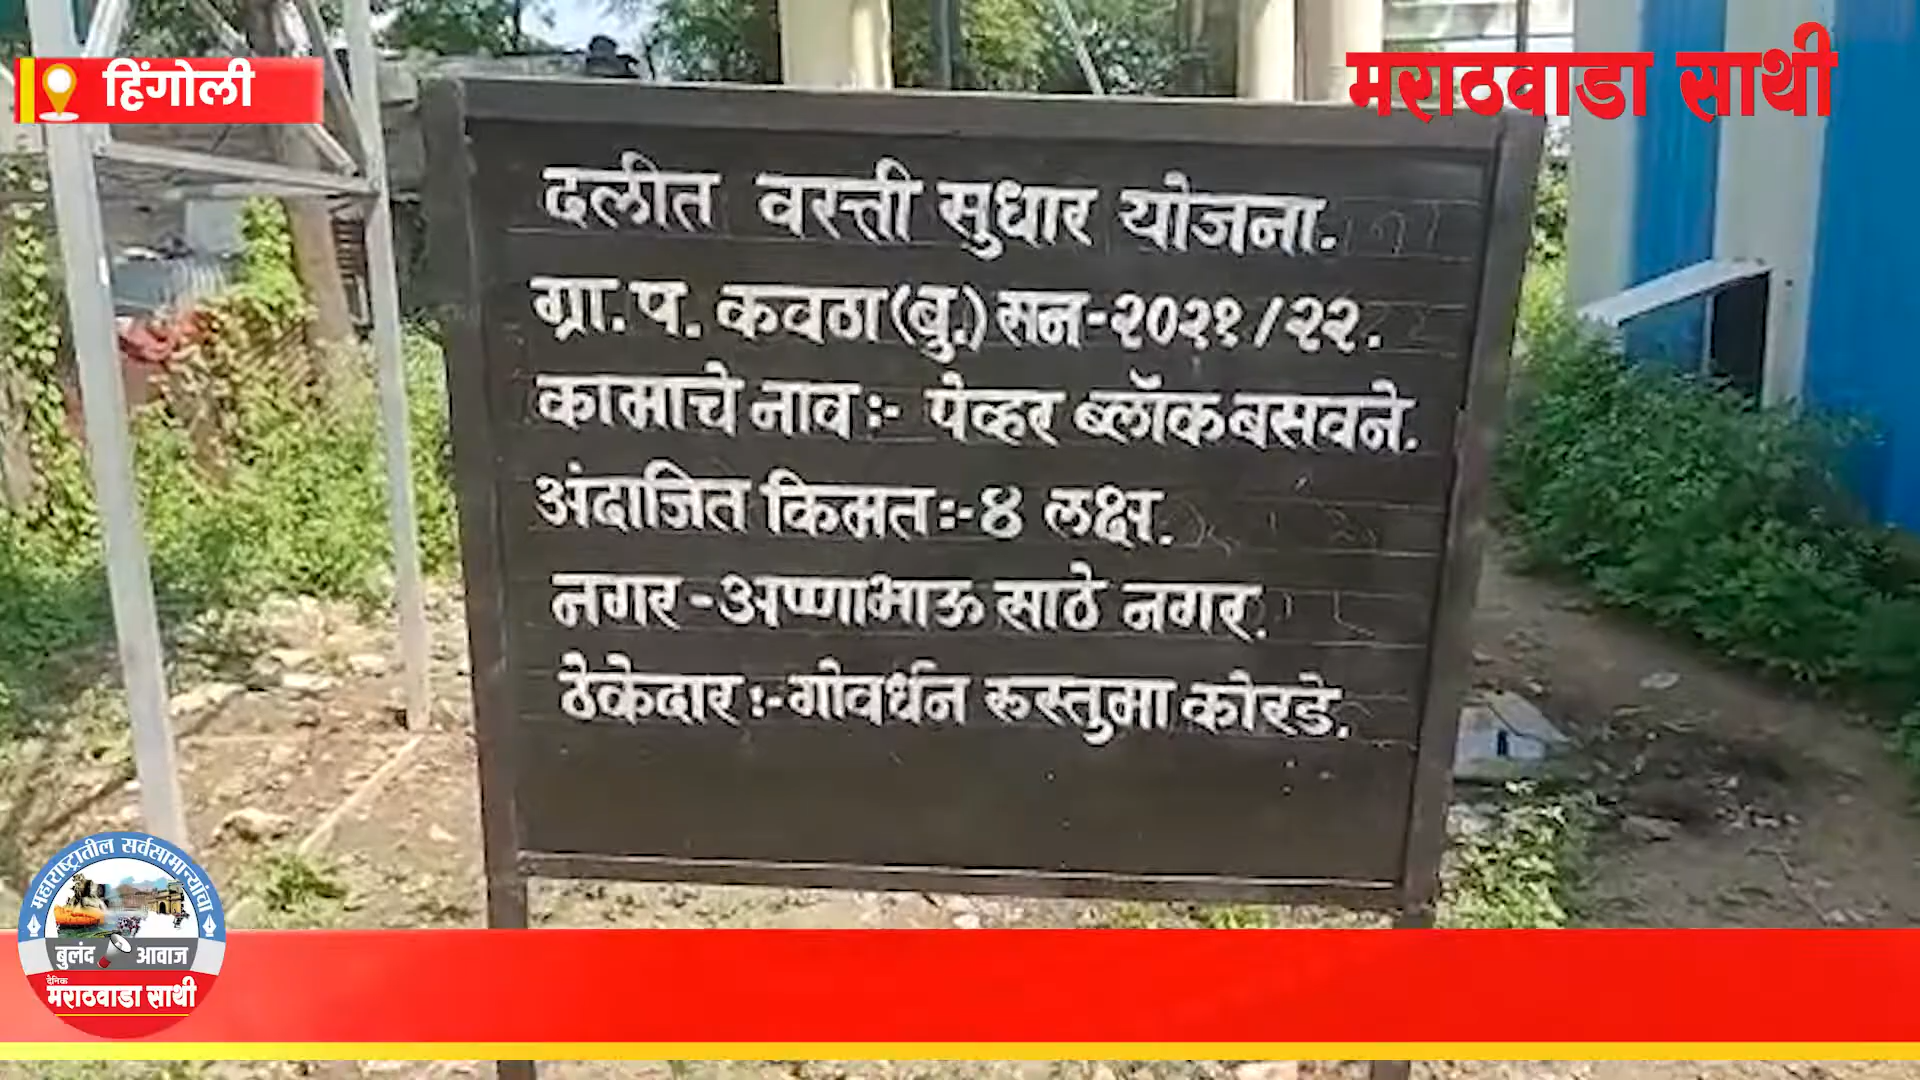 हिंगोली
मराठवाडा साथी
दलीत वस्ती सुधार योजना.
ग्रा.प. कवठा(बु.) सन-२०२१/२२.
कामाचे नाव:- पेव्हर ब्लॉक बसवने.
अंदाजित किंमत:-४ लक्ष.
नगर-अण्णाभाऊ साठे नगर.
ठेकेदार:-गोवर्धन रूस्तुमा कोरडे.
महाराष्ट्रातील सर्वसामान्यांचा
बुलंद आवाज
दैनिक
मराठवाडा साथी